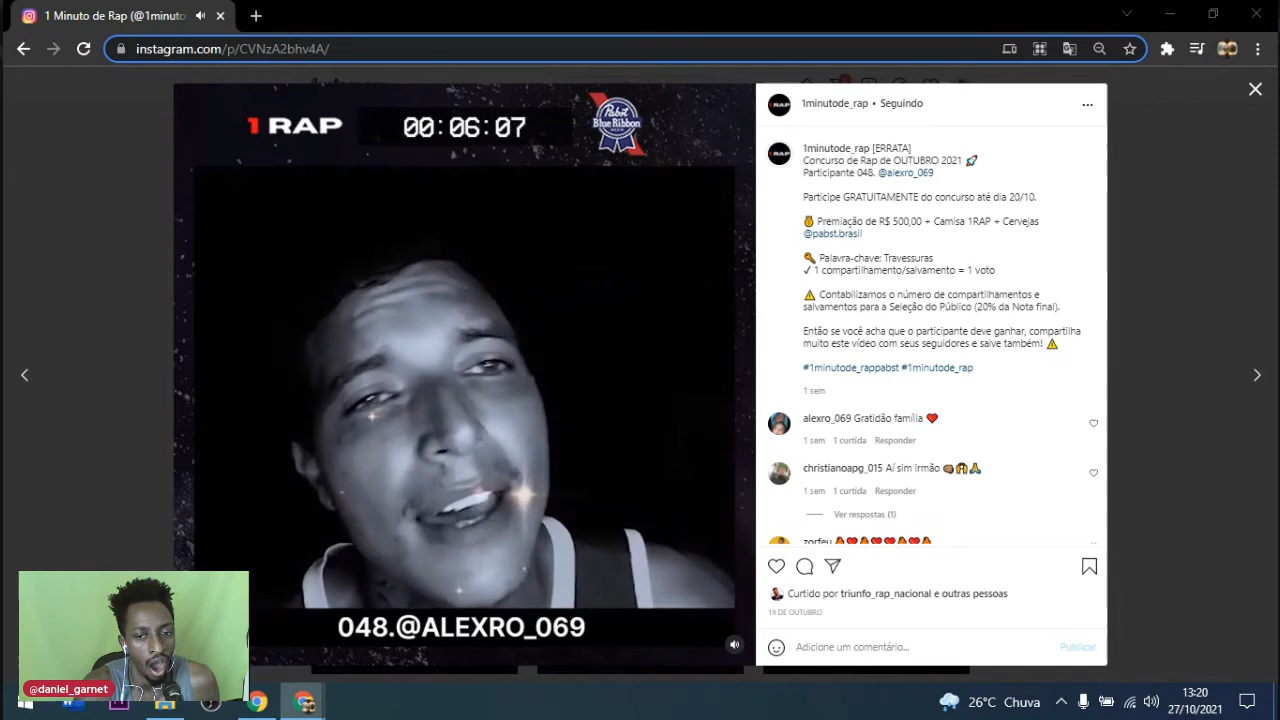 1 Minuto de Rap (@1minuto
instagram.com/p/CVNzA2bhv4A/
1 RAP
00:06:07
Pabst
Blue Ribbon
048.@ALEXRO_069
@daniel_garnet
1minutode_rap • Seguindo
1minutode_rap [ERRATA]
Concurso de Rap de OUTUBRO 2021 🚀
Participante 048. @alexro_069
Participe GRATUITAMENTE do concurso até dia 20/10.
🏅 Premiação de R$ 500,00 + Camisa 1RAP + Cervejas
@pabst.brasil
🔑 Palavra-chave: Travessuras
✓ 1 compartilhamento/salvamento = 1 voto
⚠️ Contabilizamos o número de compartilhamentos e
salvamentos para a Seleção do Público (20% da Nota final).
Então se você acha que o participante deve ganhar, compartilha
muito este vídeo com seus seguidores e salve também! ⚠️
#1minutode_rappabst #1minutode_rap
1 sem
alexro_069 Gratidão família ❤️
1 sem 1 curtida Responder
christianoapg_015 Aí sim irmão
1 sem 1 curtida Responder
Ver respostas (1)
zorfeu
Curtido por triunfo_rap_nacional e outras pessoas
19 DE OUTUBRO
Adicione um comentário...
Publicar
26°C Chuva
13:20
27/10/2021